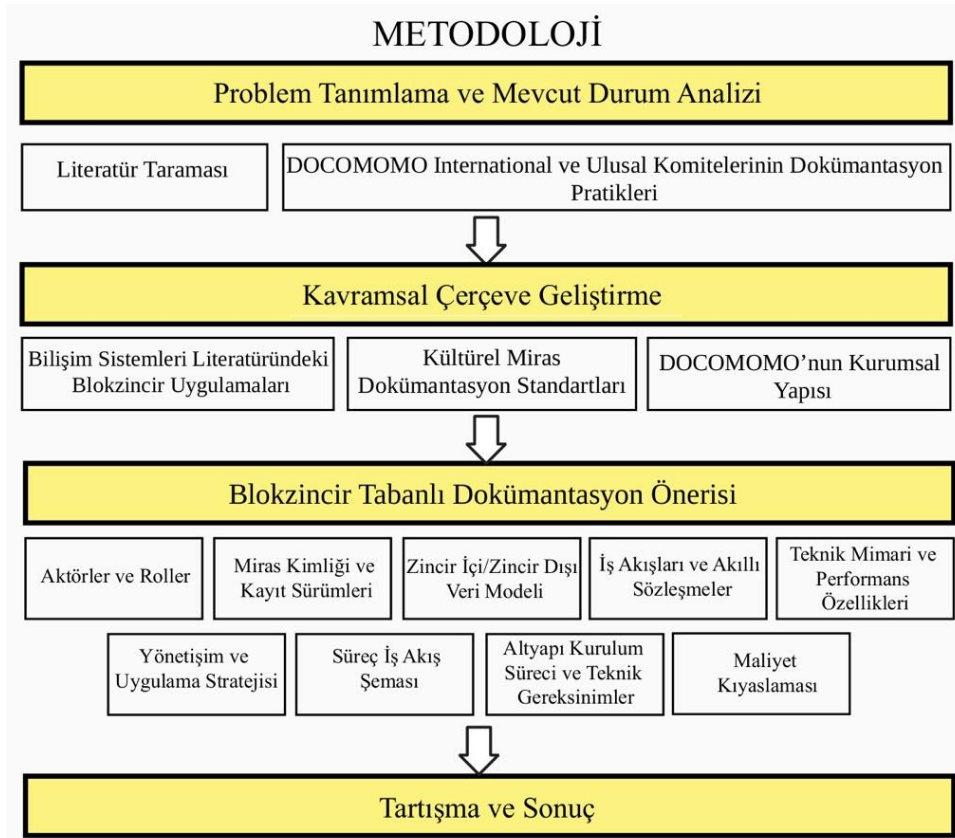 METODOLOJİ
Problem Tanımlama ve Mevcut Durum Analizi
Literatür Taraması
DOCOMOMO International ve Ulusal Komitelerinin Dokümantasyon
Pratikleri
Kavramsal Çerçeve Geliştirme
Bilişim Sistemleri Literatüründeki
Blokzincir Uygulamaları
Kültürel Miras
Dokümantasyon Standartları
DOCOMOMO’nun Kurumsal
Yapısı
Blokzincir Tabanlı Dokümantasyon Önerisi
Aktörler ve Roller
Miras Kimliği ve
Kayıt Sürümleri
Zincir İçi/Zincir Dışı
Veri Modeli
İş Akışları ve Akıllı
Sözleşmeler
Teknik Mimari ve
Performans
Özellikleri
Yönetişim ve
Uygulama Stratejisi
Süreç İş Akış
Şeması
Altyapı Kurulum
Süreci ve Teknik
Gereksinimler
Maliyet
Kıyaslaması
Tartışma ve Sonuç